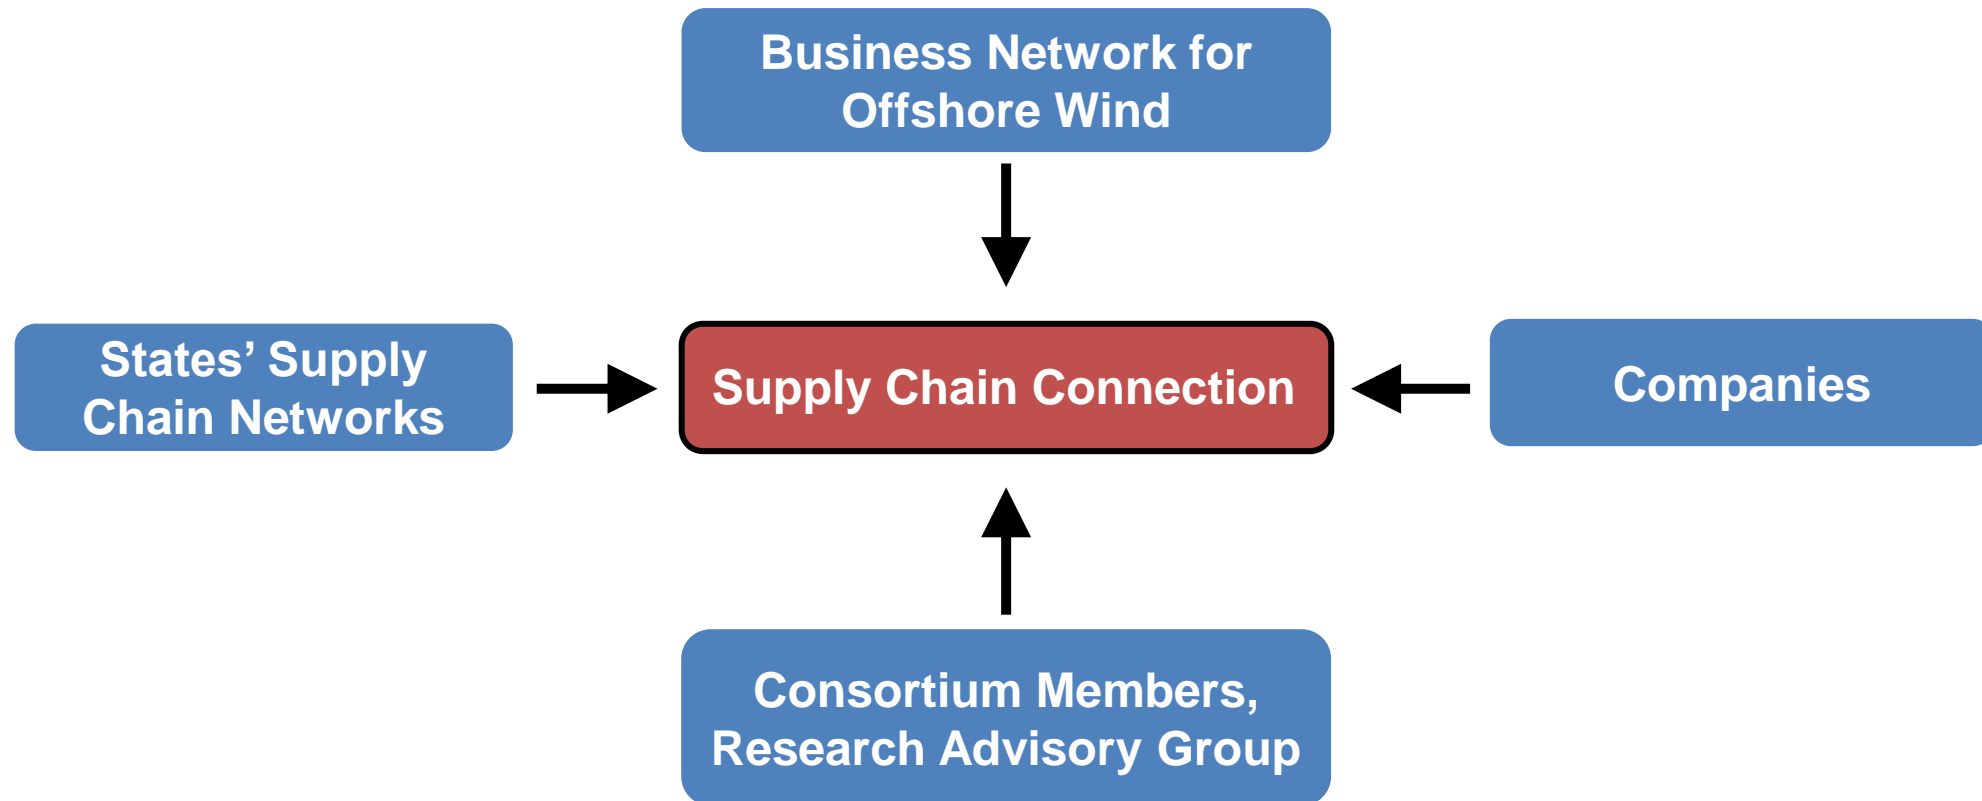 Business Network for
Offshore Wind
States’ Supply
Chain Networks
Supply Chain Connection
Companies
Consortium Members,
Research Advisory Group